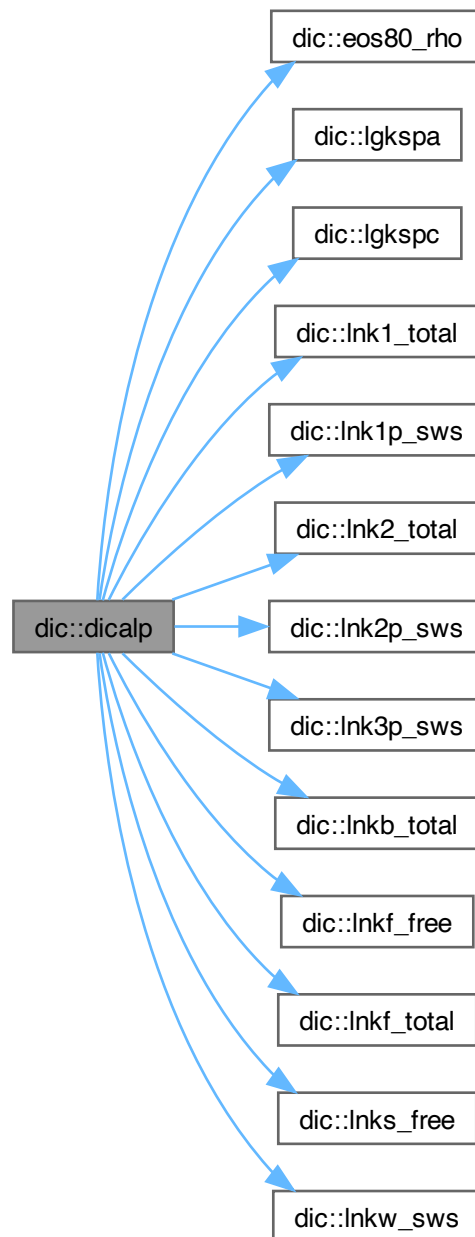 dic::eos80_rho
dic::lgkspa
dic::lgkspc
dic::lnk1_total
dic::lnk1p_sws
dic::lnk2_total
dic::dicalp
dic::lnk2p_sws
dic::lnk3p_sws
dic::lnkb_total
dic::lnkf_free
dic::lnkf_total
dic::lnks_free
dic::lnkw_sws